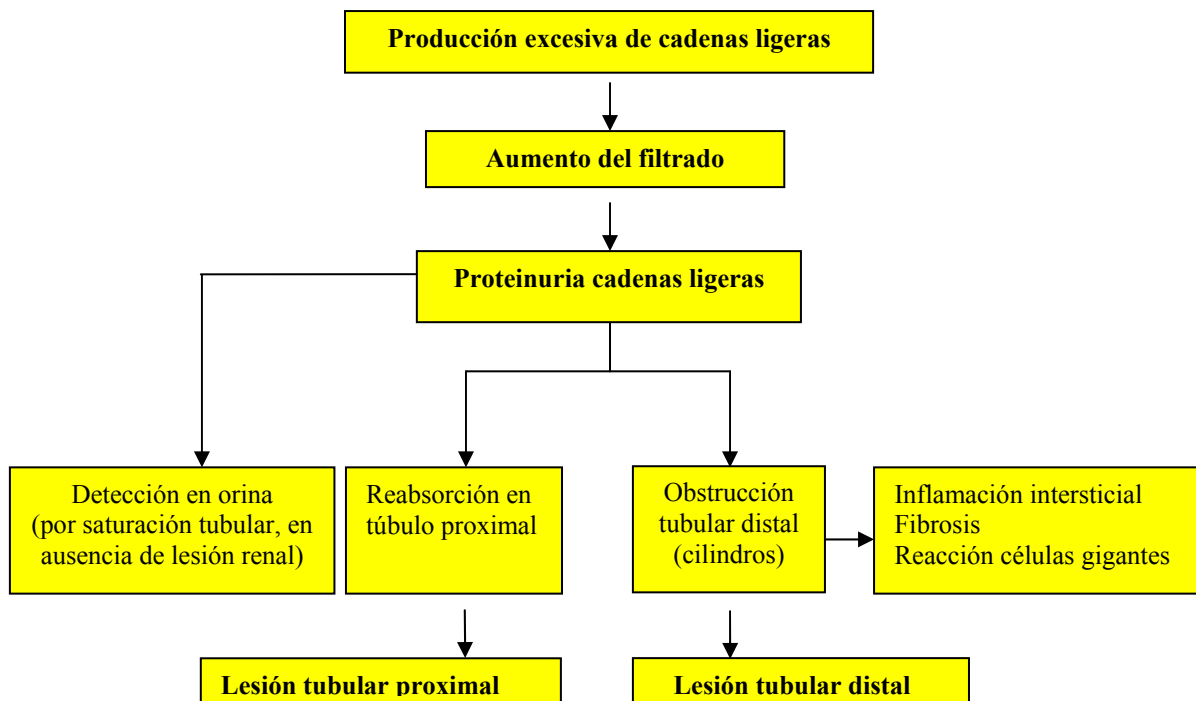 Producción excesiva de cadenas ligeras
Aumento del filtrado
Proteinuria cadenas ligeras
Detección en orina
(por saturación tubular, en
ausencia de lesión renal)
Reabsorción en
túbulo proximal
Obstrucción
tubular distal
(cilindros)
Inflamación intersticial
Fibrosis
Reacción células gigantes
Lesión tubular proximal
Lesión tubular distal